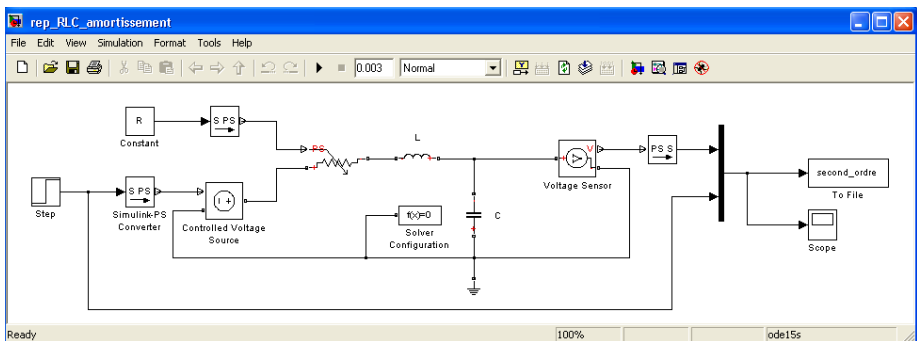 rep_RLC_amortissement
File Edit View Simulation Format Tools Help
0.003 Normal
R
Constant
S PS
PS
L
V
PS S
Voltage Sensor
second_ordre
To File
Step
S PS
Simulink-PS
Converter
Controlled Voltage
Source
f(x)=0
Solver
Configuration
C
Scope
Ready 100% ode15s